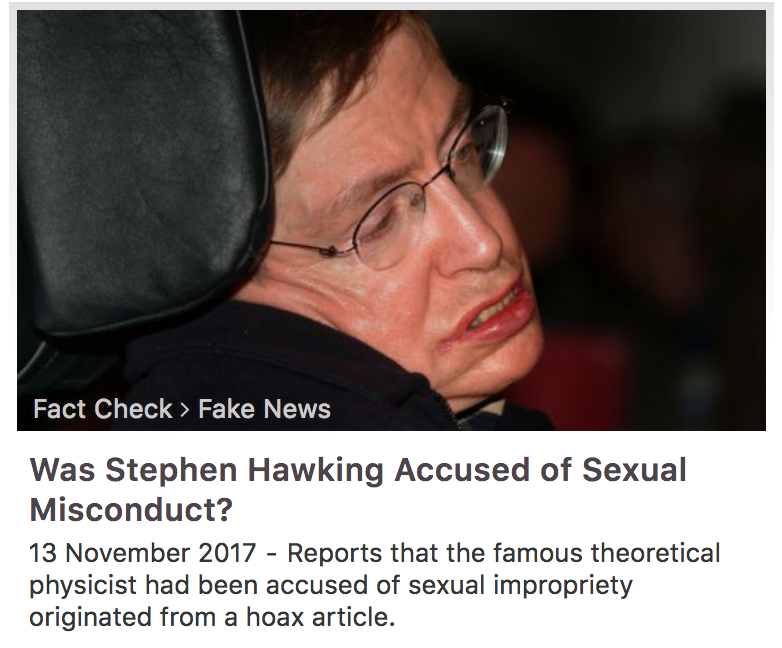 Fact Check > Fake News
Was Stephen Hawking Accused of Sexual
Misconduct?
13 November 2017 - Reports that the famous theoretical
physicist had been accused of sexual impropriety
originated from a hoax article.